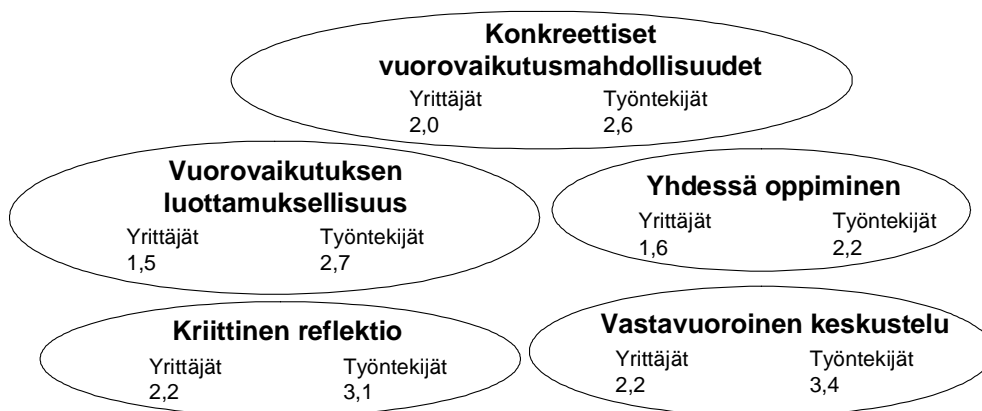 Konkreettiset
vuorovaikutusmahdollisuudet
Yrittäjät Työntekijät
2,0 2,6
Vuorovaikutuksen
luottamuksellisuus
Yrittäjät Työntekijät
1,5 2,7
Yhdessä oppiminen
Yrittäjät Työntekijät
1,6 2,2
Kriittinen reflektio
Yrittäjät Työntekijät
2,2 3,1
Vastavuoroinen keskustelu
Yrittäjät Työntekijät
2,2 3,4